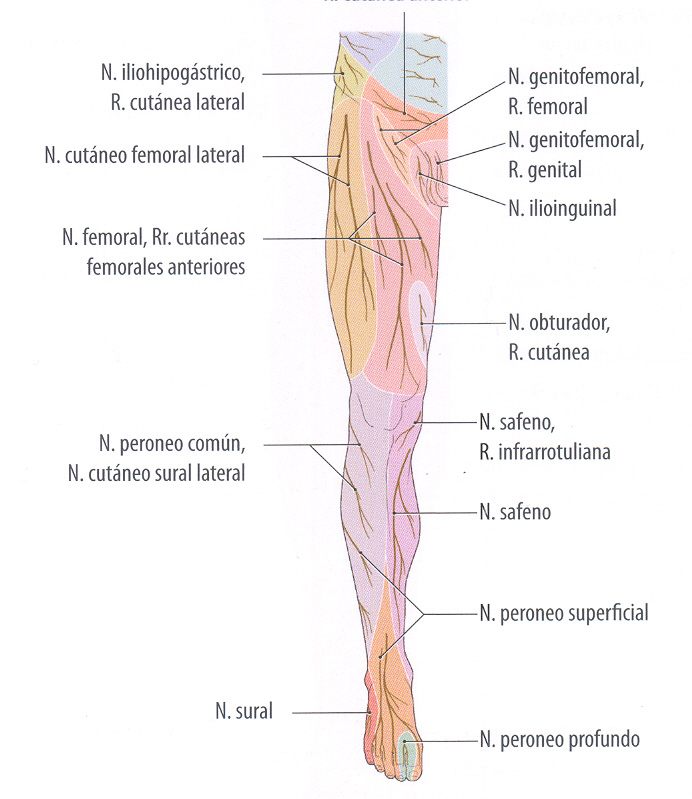 N. iliohipogástrico,
R. cutánea lateral
N. cutáneo femoral lateral
N. femoral, Rr. cutáneas
femorales anteriores
N. peroneo común,
N. cutáneo sural lateral
N. sural
N. genitofemoral,
R. femoral
N. genitofemoral,
R. genital
N. ilioinguinal
N. obturador,
R. cutánea
N. safeno,
R. infrarrotuliana
N. safeno
N. peroneo superficial
N. peroneo profundo